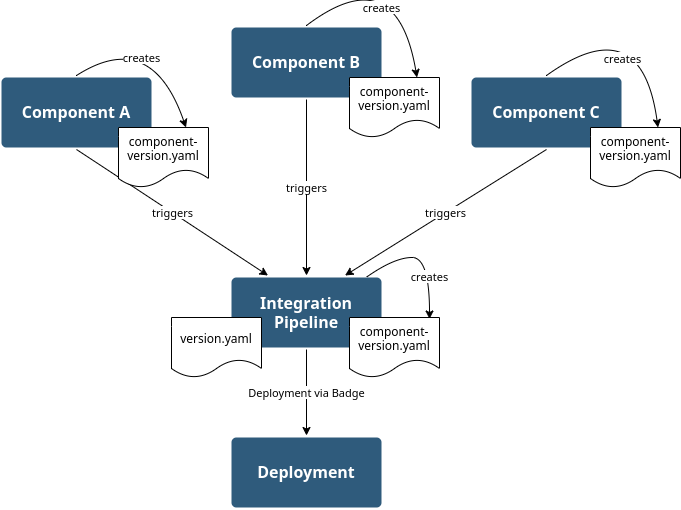 creates
Component B
creates
creates
Component A
component-
version.yaml
Component C
component-
version.yaml
component-
version.yaml
triggers
triggers
triggers
creates
Integration
Pipeline
version.yaml
component-
version.yaml
Deployment via Badge
Deployment